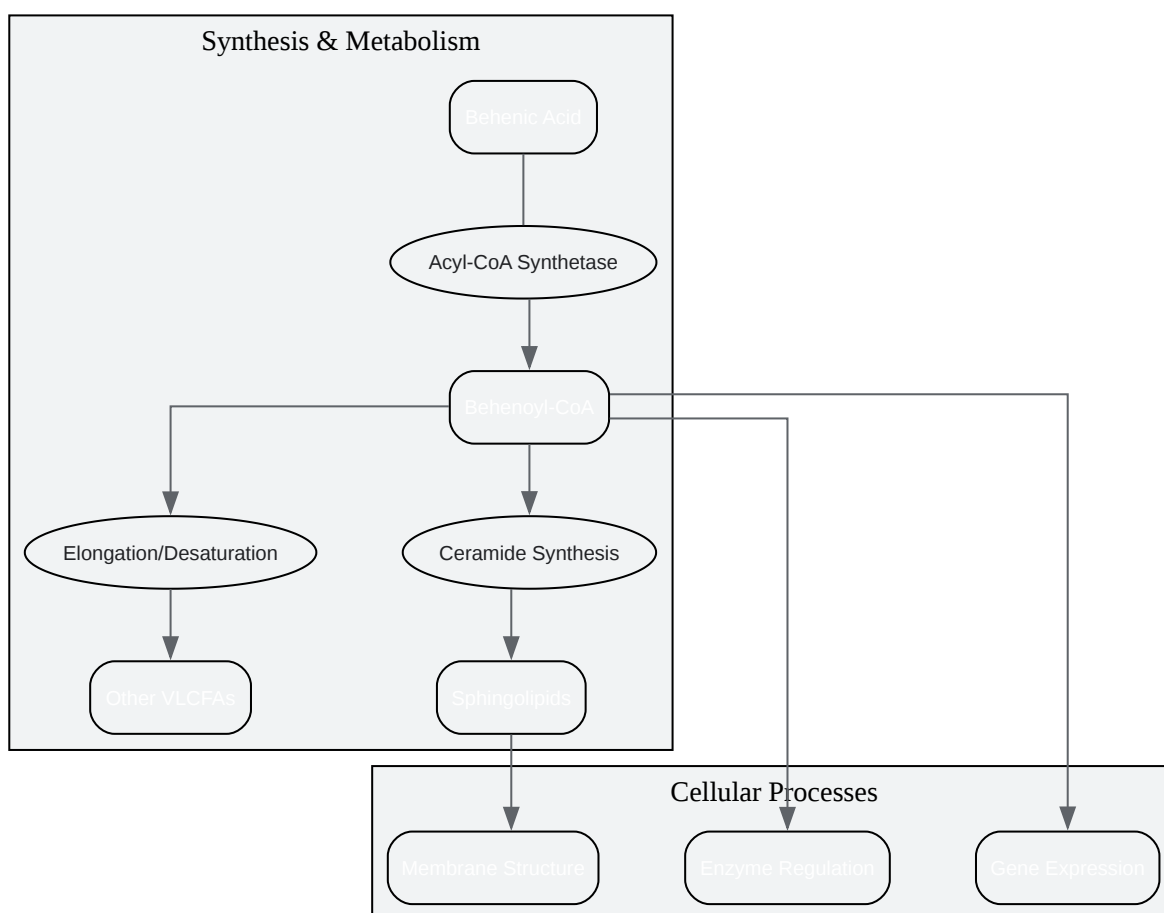 Synthesis & Metabolism
Behenic Acid
Acyl-CoA Synthetase
Behenoyl-CoA
Elongation/Desaturation
Ceramide Synthesis
Other VLCFAs
Sphingolipids
Cellular Processes
Membrane Structure
Enzyme Regulation
Gene Expression